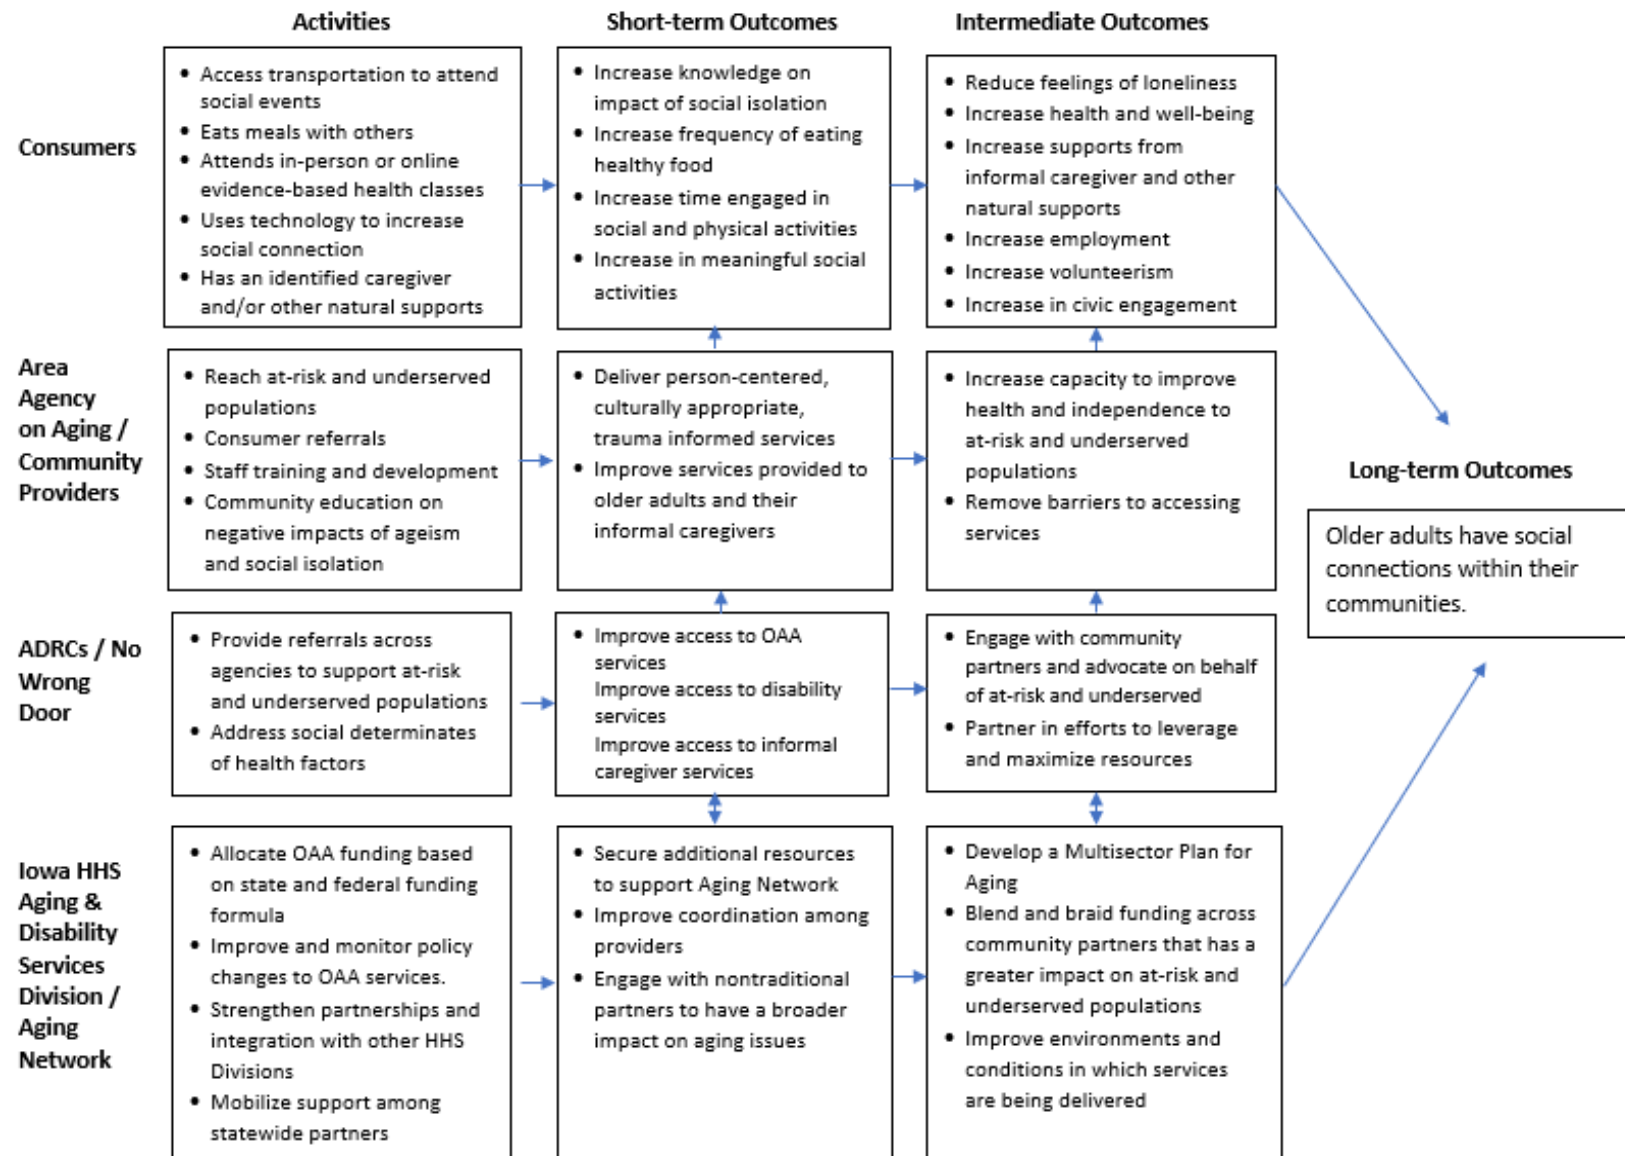 Activities
Short-term Outcomes
Intermediate Outcomes
Consumers
• Access transportation to attend
social events
• Eats meals with others
• Attends in-person or online
evidence-based health classes
• Uses technology to increase
social connection
• Has an identified caregiver
and/or other natural supports
• Increase knowledge on
impact of social isolation
• Increase frequency of eating
healthy food
• Increase time engaged in
social and physical activities
• Increase in meaningful social
activities
• Reduce feelings of loneliness
• Increase health and well-being
• Increase supports from
informal caregiver and other
natural supports
• Increase employment
• Increase volunteerism
• Increase in civic engagement
Area
Agency
on Aging /
Community
Providers
• Reach at-risk and underserved
populations
• Consumer referrals
• Staff training and development
• Community education on
negative impacts of ageism
and social isolation
• Deliver person-centered,
culturally appropriate,
trauma informed services
• Improve services provided to
older adults and their
informal caregivers
• Increase capacity to improve
health and independence to
at-risk and underserved
populations
• Remove barriers to accessing
services
ADRCs / No
Wrong
Door
• Provide referrals across
agencies to support at-risk
and underserved populations
• Address social determinates
of health factors
• Improve access to OAA
services
Improve access to disability
services
Improve access to informal
caregiver services
• Engage with community
partners and advocate on behalf
of at-risk and underserved
• Partner in efforts to leverage
and maximize resources
Iowa HHS
Aging &
Disability
Services
Division /
Aging
Network
• Allocate OAA funding based
on state and federal funding
formula
• Improve and monitor policy
changes to OAA services.
• Strengthen partnerships and
integration with other HHS
Divisions
• Mobilize support among
statewide partners
• Secure additional resources
to support Aging Network
• Improve coordination among
providers
• Engage with nontraditional
partners to have a broader
impact on aging issues
• Develop a Multisector Plan for
Aging
• Blend and braid funding across
community partners that has a
greater impact on at-risk and
underserved populations
• Improve environments and
conditions in which services
are being delivered
Long-term Outcomes
Older adults have social
connections within their
communities.